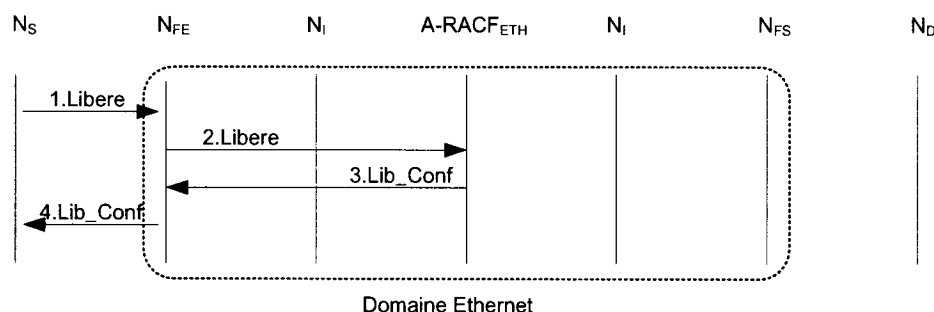 N_S N_FE N_I A-RACF_ETH N_I N_FS N_D
1.Libere
2.Libere
3.Lib_Conf
4.Lib_Conf
Domaine Ethernet